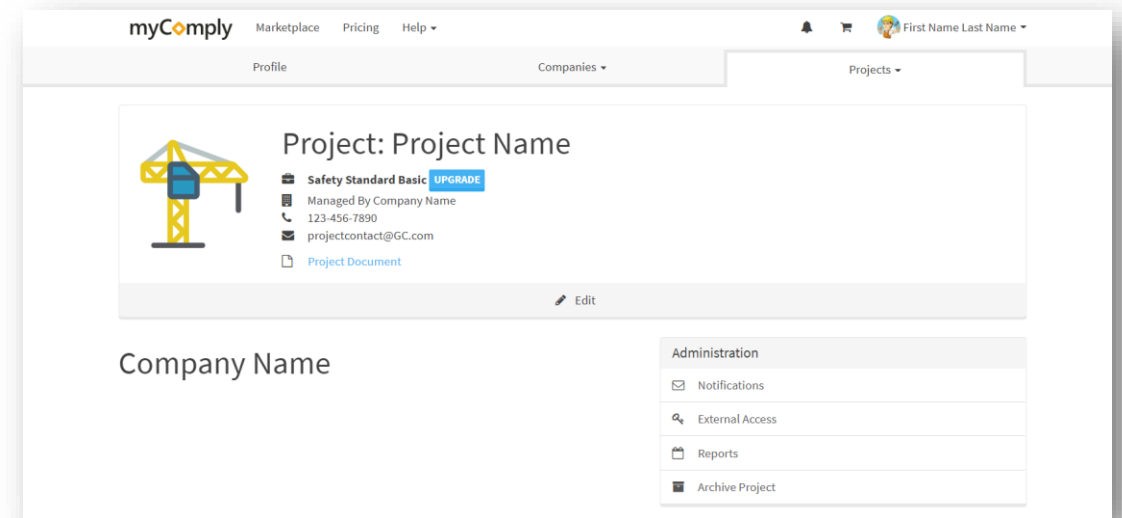 myComply Marketplace Pricing Help First Name Last Name
Profile Companies Projects
Project: Project Name
Safety Standard Basic UPGRADE
Managed By Company Name
123-456-7890
projectcontact@GC.com
Project Document
Edit
Company Name
Administration
Notifications
External Access
Reports
Archive Project